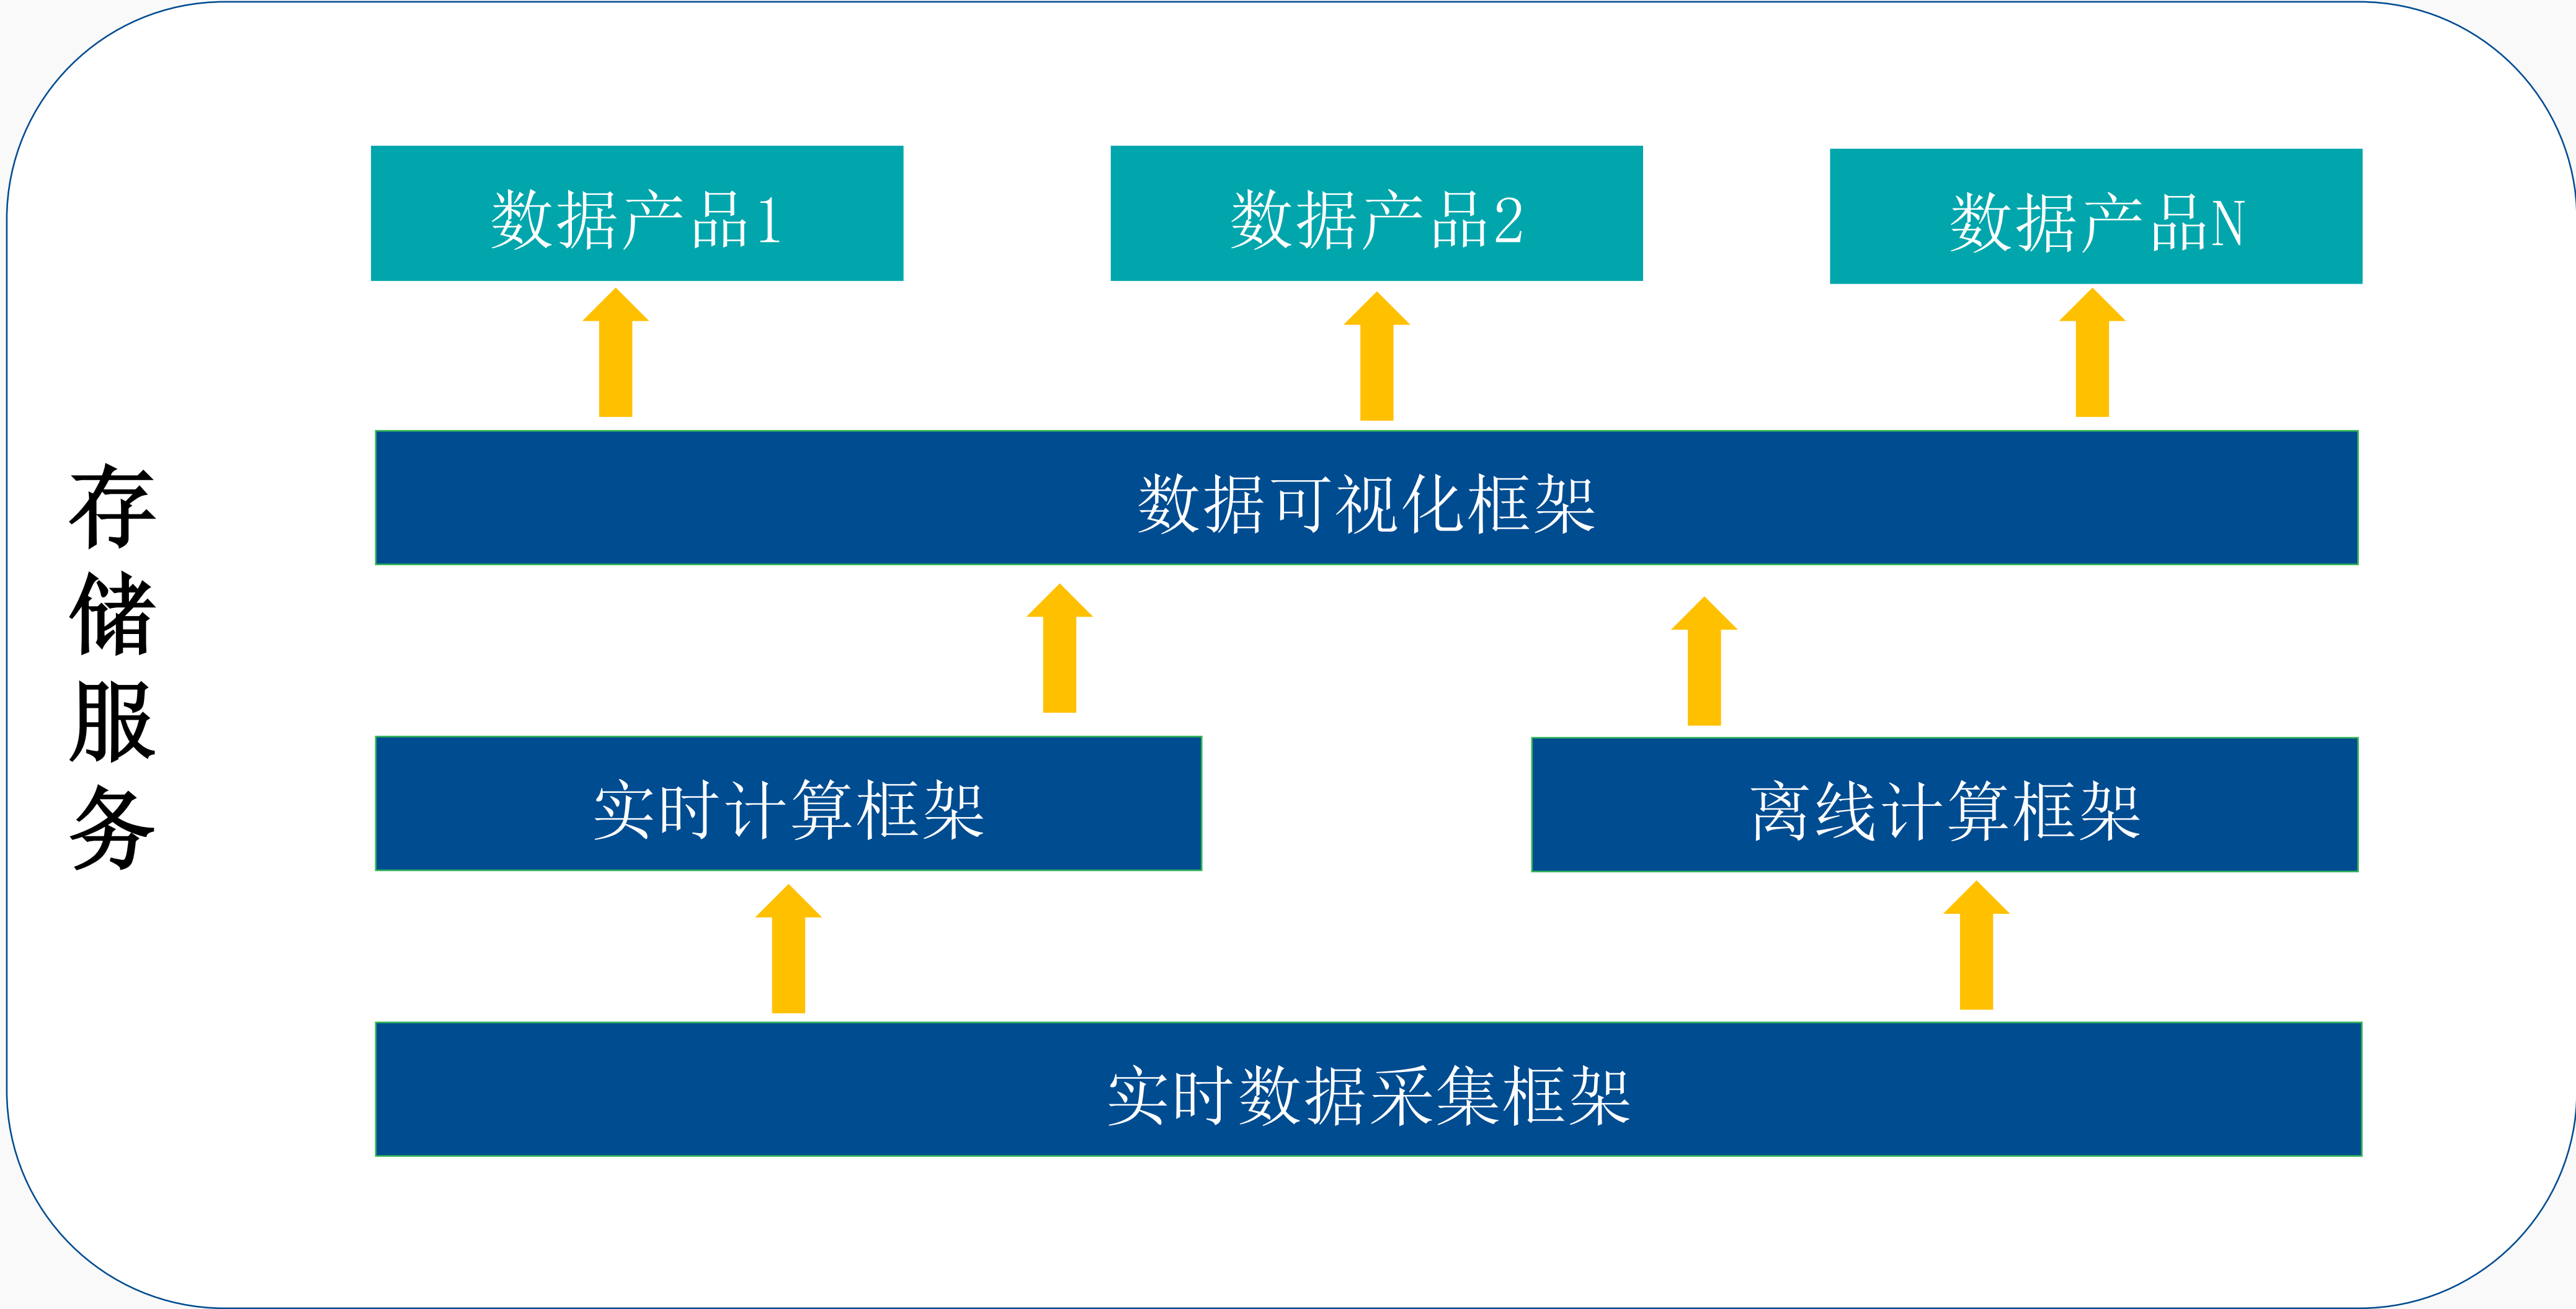 存储服务
数据产品1
数据产品2
数据产品N
数据可视化框架
实时计算框架
离线计算框架
实时数据采集框架